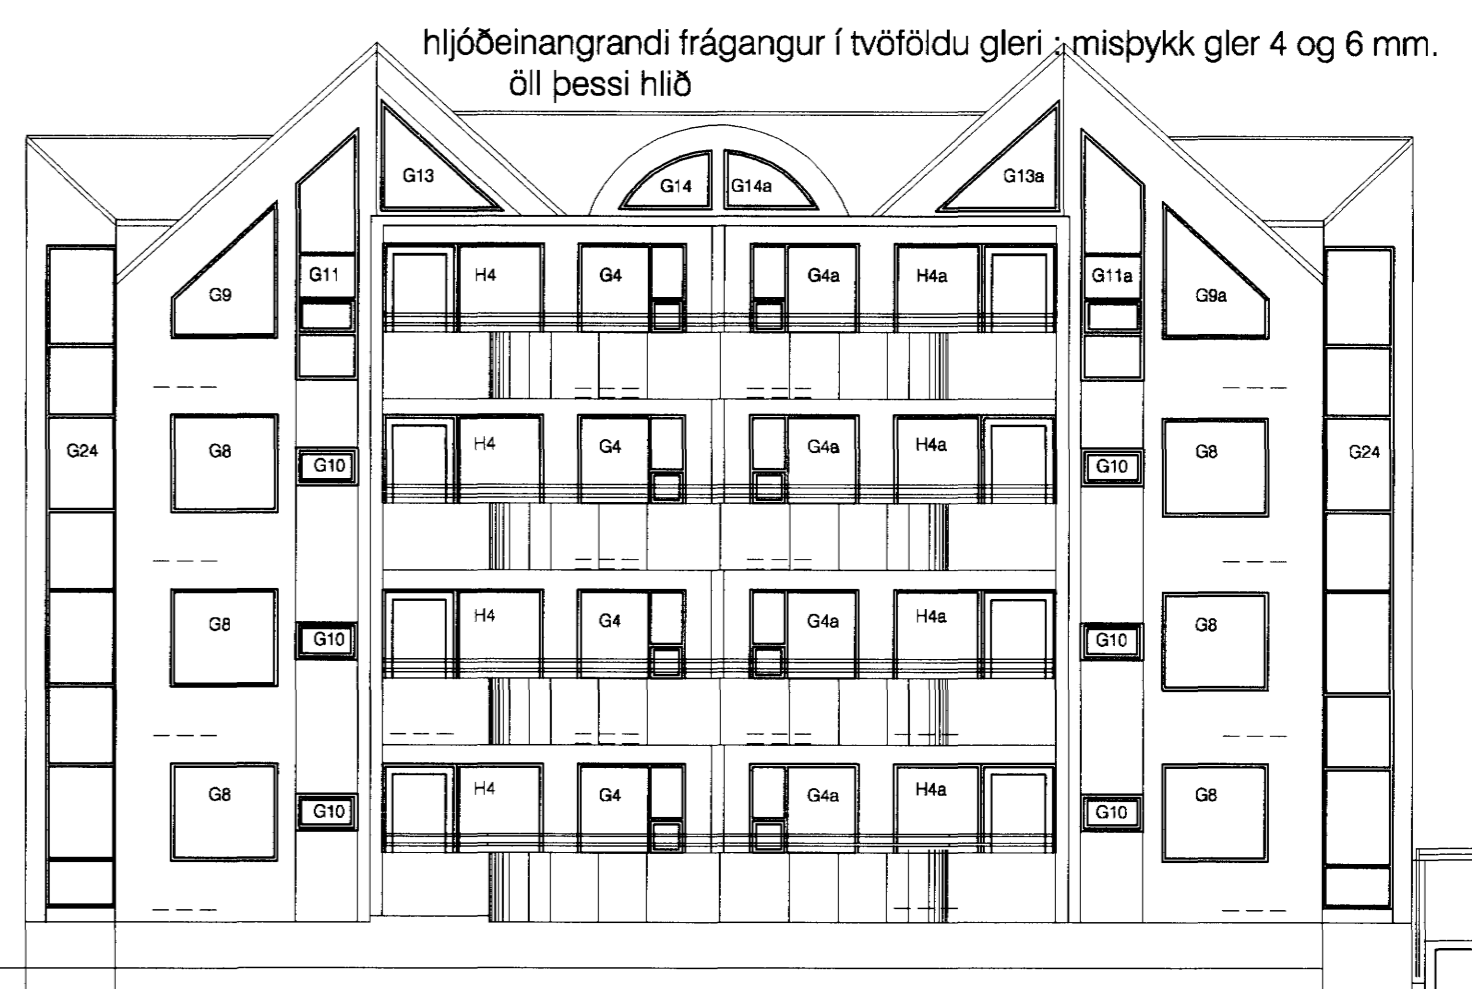 hljóðeinangrandi frágangur í tvöföldu gleri : misþykk gler 4 og 6 mm.
öll þessi hlið
G13 G14 G14a G13a
G9 G11 H4 G4 G4a H4a G11a G9a
G24 G8 G10 H4 G4 G4a H4a G10 G8 G24
G8 G10 H4 G4 G4a H4a G10 G8
G8 G10 H4 G4 G4a H4a G10 G8